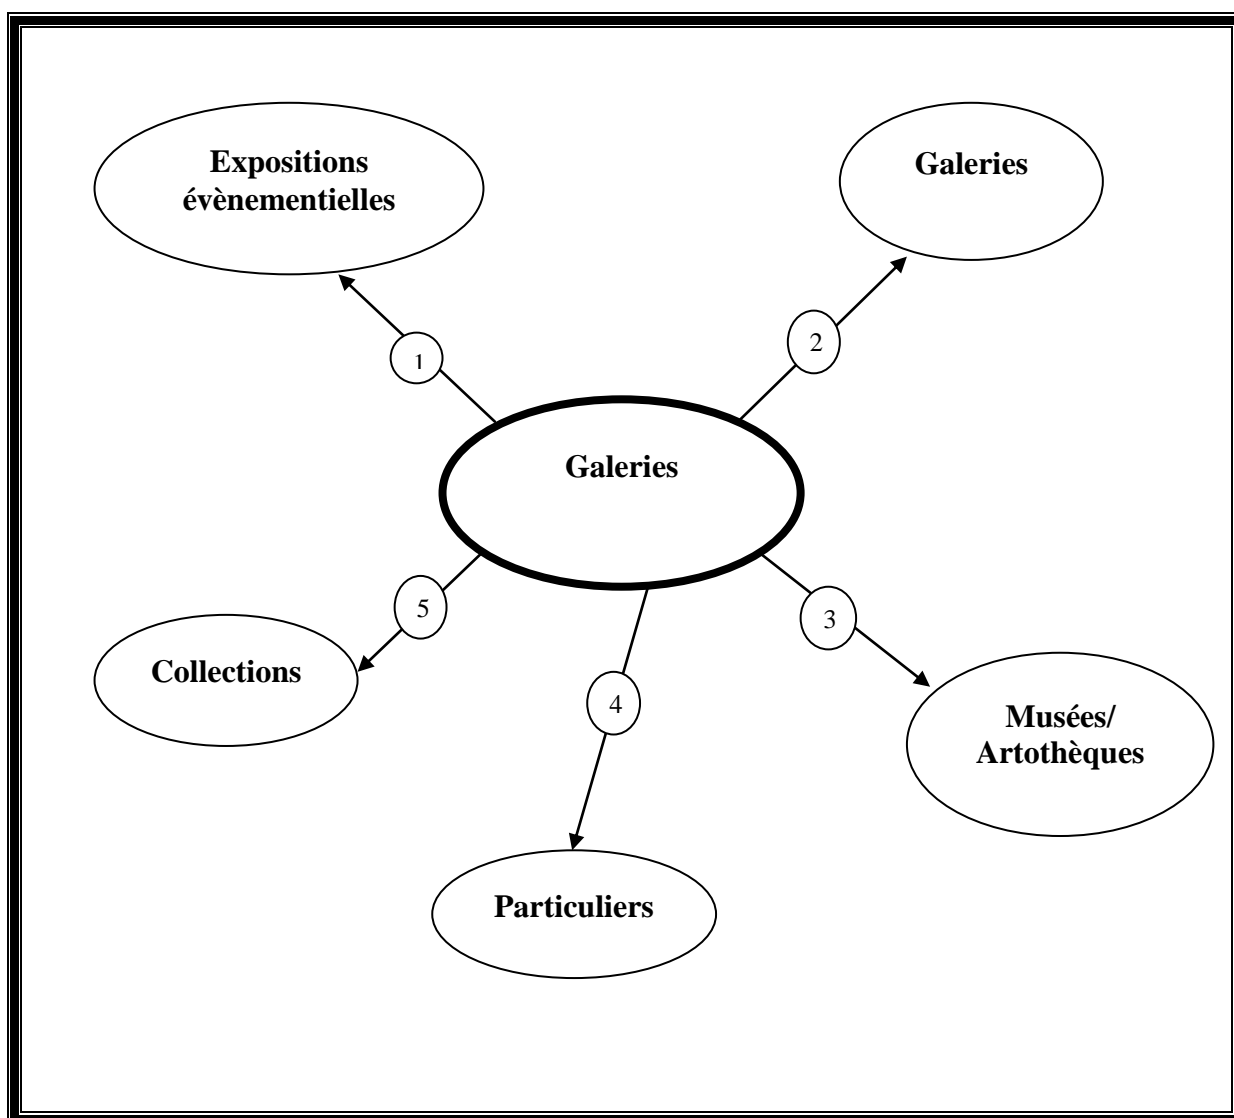 Expositions
évènementielles
Galeries
1
2
Galeries
5
3
Collections
4
Musées/
Artothèques
Particuliers